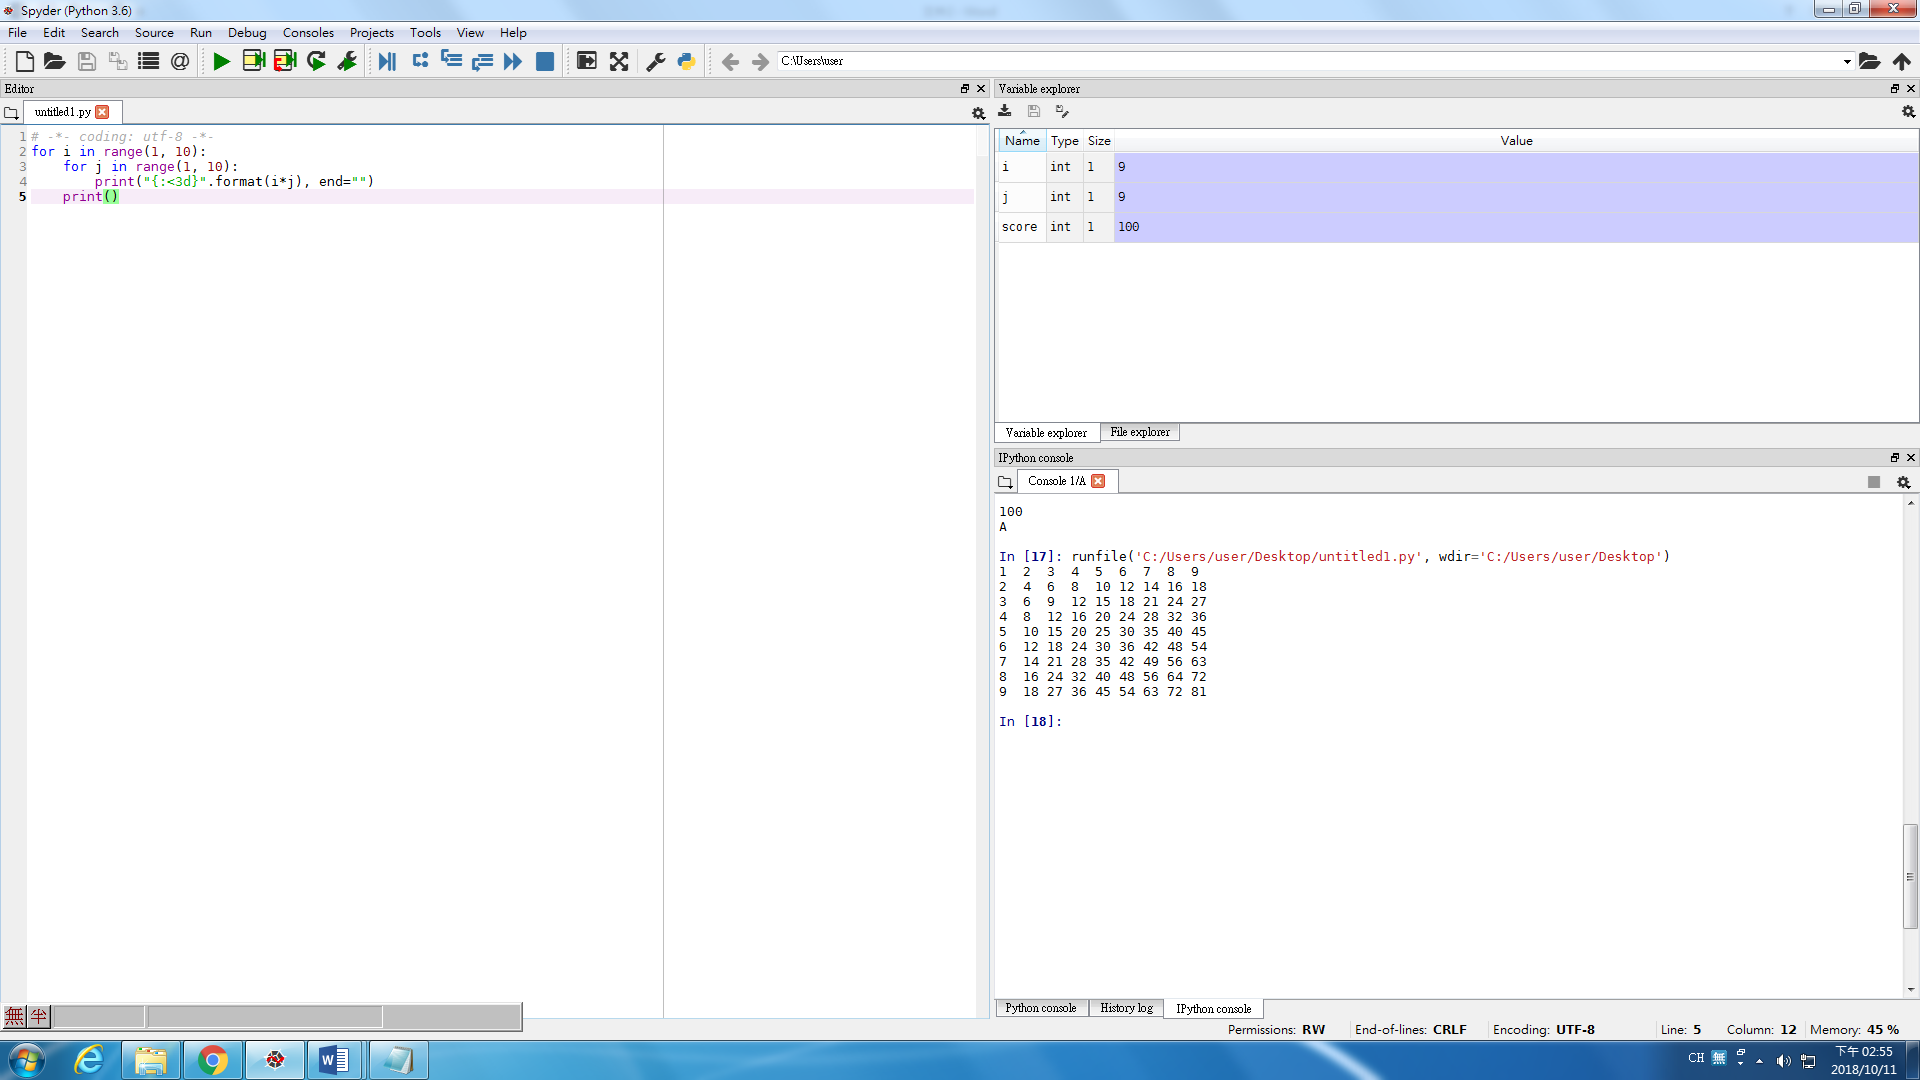 Spyder (Python 3.6)
File Edit Search Source Run Debug Consoles Projects Tools View Help
C:\Users\user
Editor
untitled1.py
1 # -*- coding: utf-8 -*-
2 for i in range(1, 10):
3     for j in range(1, 10):
4         print("{:<3d}".format(i*j), end="")
5     print()
Variable explorer
Name Type Size Value
i int 1 9
j int 1 9
score int 1 100
Variable explorer File explorer
IPython console
Console 1/A
100
A
In [17]: runfile('C:/Users/user/Desktop/untitled1.py', wdir='C:/Users/user/Desktop')
1  2  3  4  5  6  7  8  9
2  4  6  8  10 12 14 16 18
3  6  9  12 15 18 21 24 27
4  8  12 16 20 24 28 32 36
5  10 15 20 25 30 35 40 45
6  12 18 24 30 36 42 48 54
7  14 21 28 35 42 49 56 63
8  16 24 32 40 48 56 64 72
9  18 27 36 45 54 63 72 81
In [18]:
Python console History log IPython console
無 半
Permissions: RW End-of-lines: CRLF Encoding: UTF-8 Line: 5 Column: 12 Memory: 45 %
CH 無 下午 02:55
2018/10/11